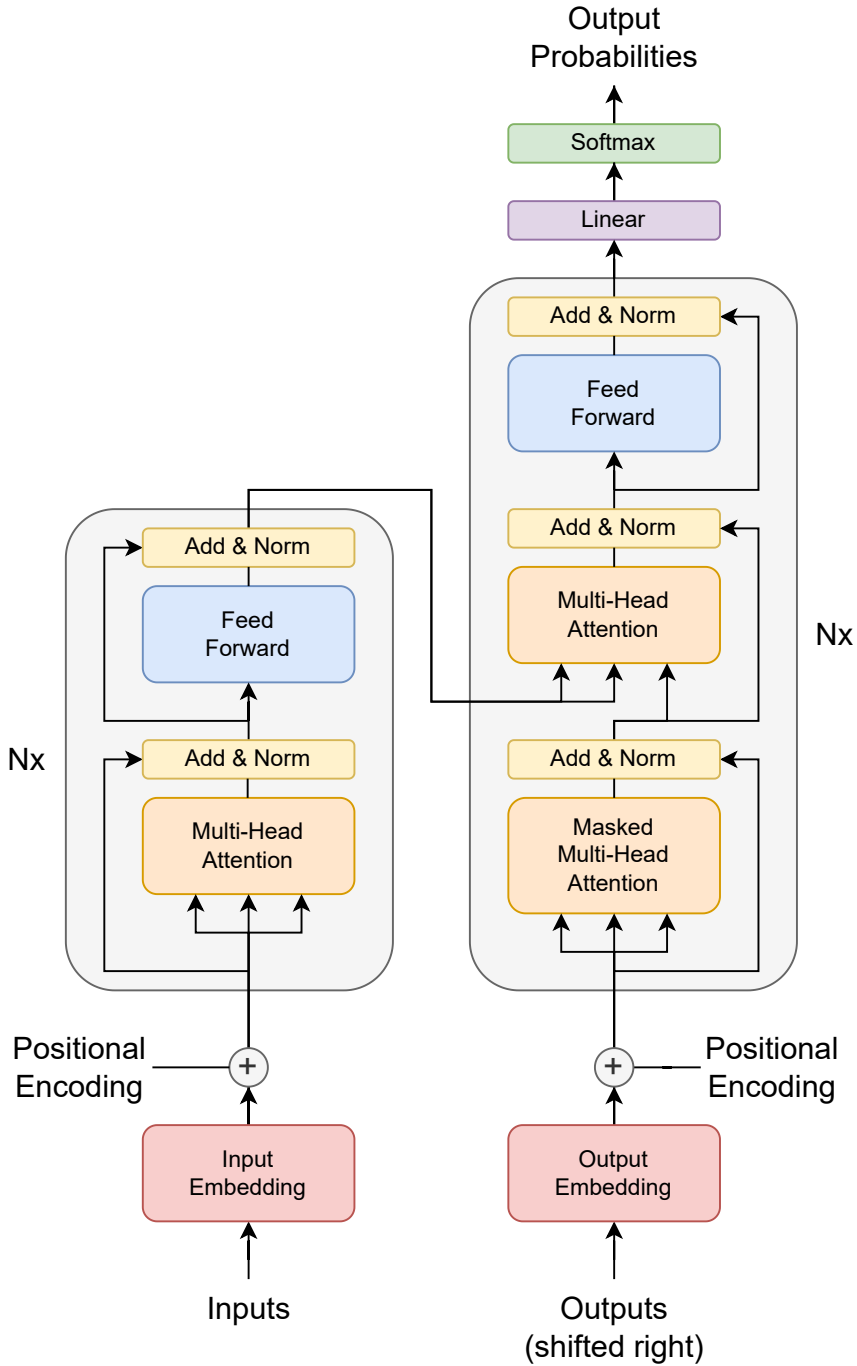 Output
Probabilities
Softmax
Linear
Add & Norm
Feed
Forward
Add & Norm
Multi-Head
Attention
Nx
Add & Norm
Masked
Multi-Head
Attention
Add & Norm
Feed
Forward
Nx
Add & Norm
Multi-Head
Attention
Positional
Encoding
+
+
Positional
Encoding
Input
Embedding
Output
Embedding
Inputs
Outputs
(shifted right)